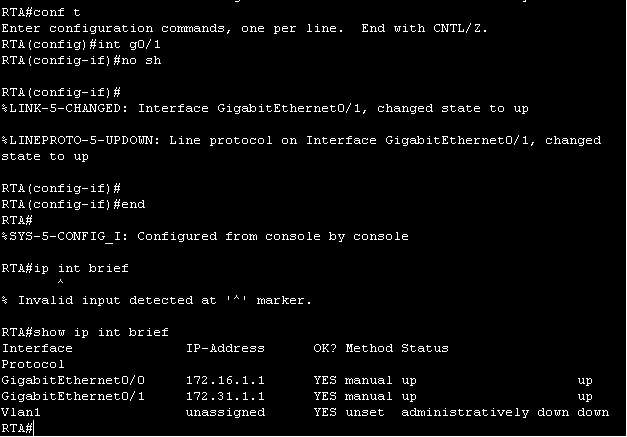 RTA#conf t
Enter configuration commands, one per line.  End with CNTL/Z.
RTA(config)#int g0/1
RTA(config-if)#no sh

RTA(config-if)#
%LINK-5-CHANGED: Interface GigabitEthernet0/1, changed state to up

%LINEPROTO-5-UPDOWN: Line protocol on Interface GigabitEthernet0/1, changed
state to up

RTA(config-if)#
RTA(config-if)#end
RTA#
%SYS-5-CONFIG_I: Configured from console by console

RTA#ip int brief
       ^
% Invalid input detected at '^' marker.

RTA#show ip int brief
Interface              IP-Address      OK? Method Status
Protocol
GigabitEthernet0/0     172.16.1.1      YES manual up                    up
GigabitEthernet0/1     172.31.1.1      YES manual up                    up
Vlan1                  unassigned      YES unset  administratively down down
RTA#